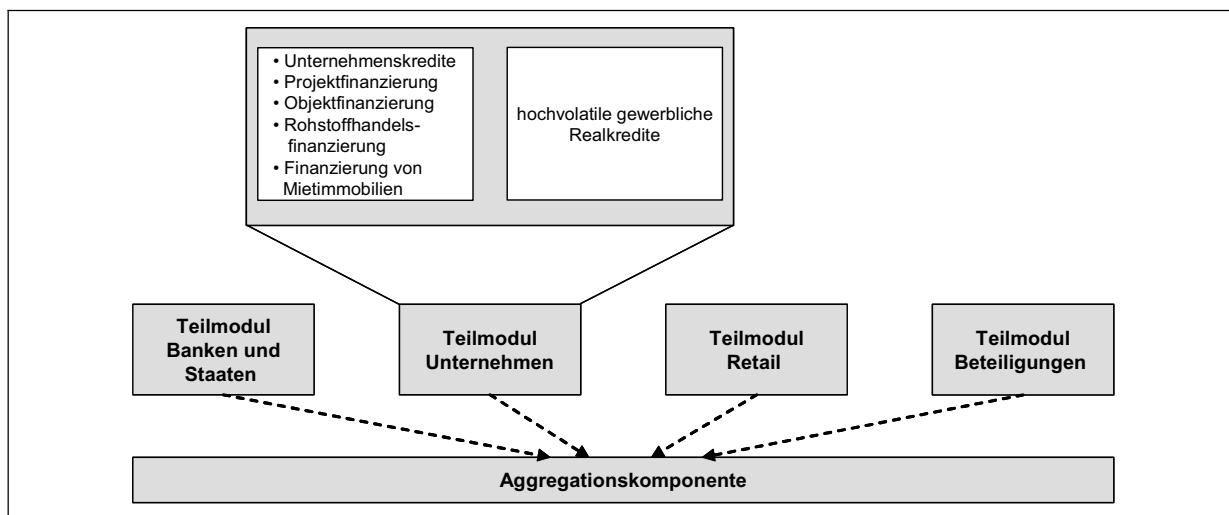 • Unternehmenskredite
• Projektfinanzierung
• Objektfinanzierung
• Rohstoffhandels-
finanzierung
• Finanzierung von
Mietimmobilien
hochvolatile gewerbliche
Realkredite
Teilmodul
Banken und
Staaten
Teilmodul
Unternehmen
Teilmodul
Retail
Teilmodul
Beteiligungen
Aggregationskomponente